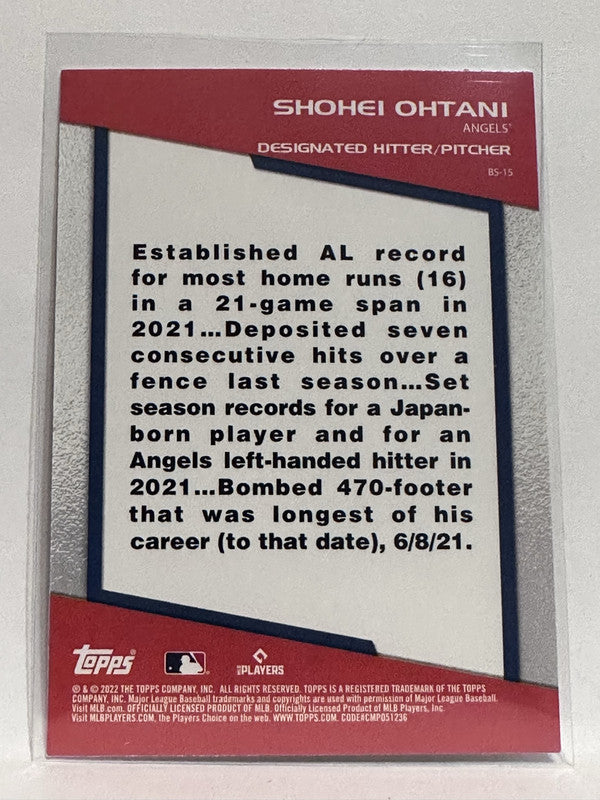 SHOHEI OHTANI
ANGELS®
DESIGNATED HITTER/PITCHER
BS-15
Established AL record
for most home runs (16)
in a 21-game span in
2021...Deposited seven
consecutive hits over a
fence last season...Set
season records for a Japan-
born player and for an
Angels left-handed hitter in
2021...Bombed 470-footer
that was longest of his
career (to that date), 6/8/21.
topps®
MLB PLAYERS
® & © 2022 THE TOPPS COMPANY, INC. ALL RIGHTS RESERVED. TOPPS IS A REGISTERED TRADEMARK OF THE TOPPS
COMPANY, INC. Major League Baseball trademarks and copyrights are used with permission of Major League Baseball.
Visit MLB.com. OFFICIALLY LICENSED PRODUCT OF MLB. Officially Licensed Product of MLB Players, Inc.
Visit MLBPLAYERS.COM, the Players Choice on the web. WWW.TOPPS.COM. CODE#CMP051236